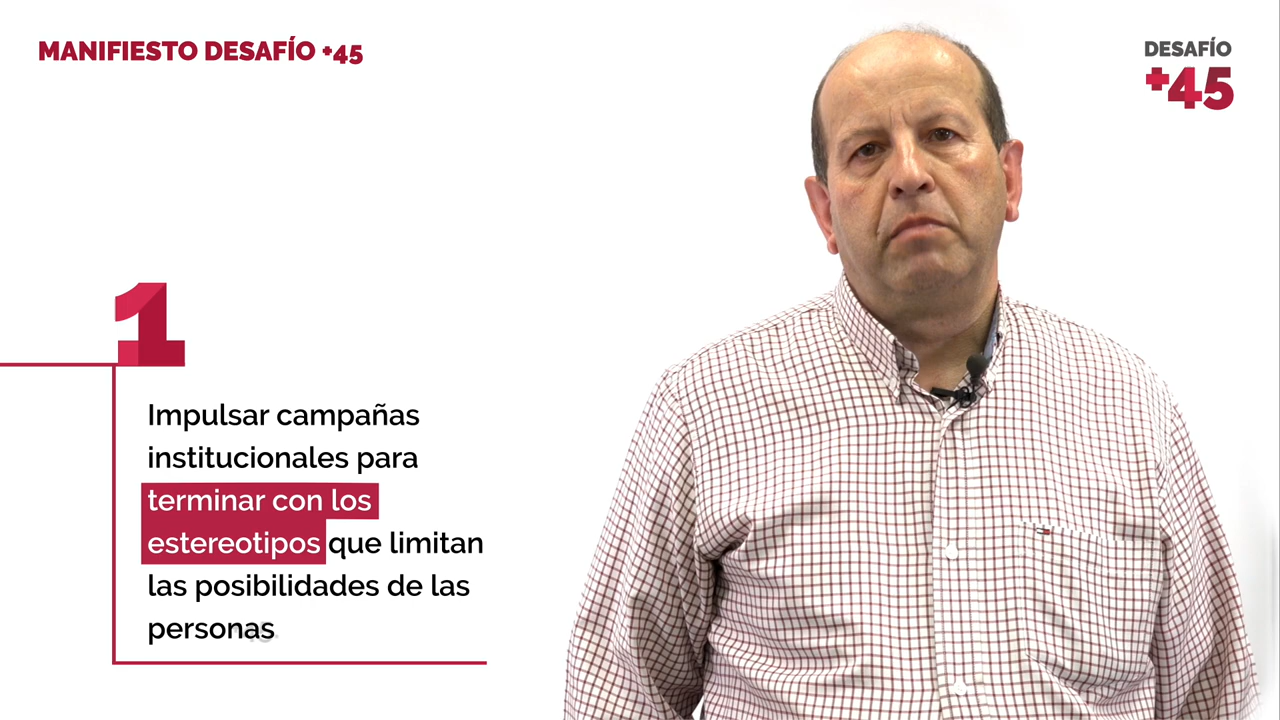 MANIFIESTO DESAFÍO +45
DESAFÍO
+45
1
Impulsar campañas
institucionales para
terminar con los
estereotipos que limitan
las posibilidades de las
personas